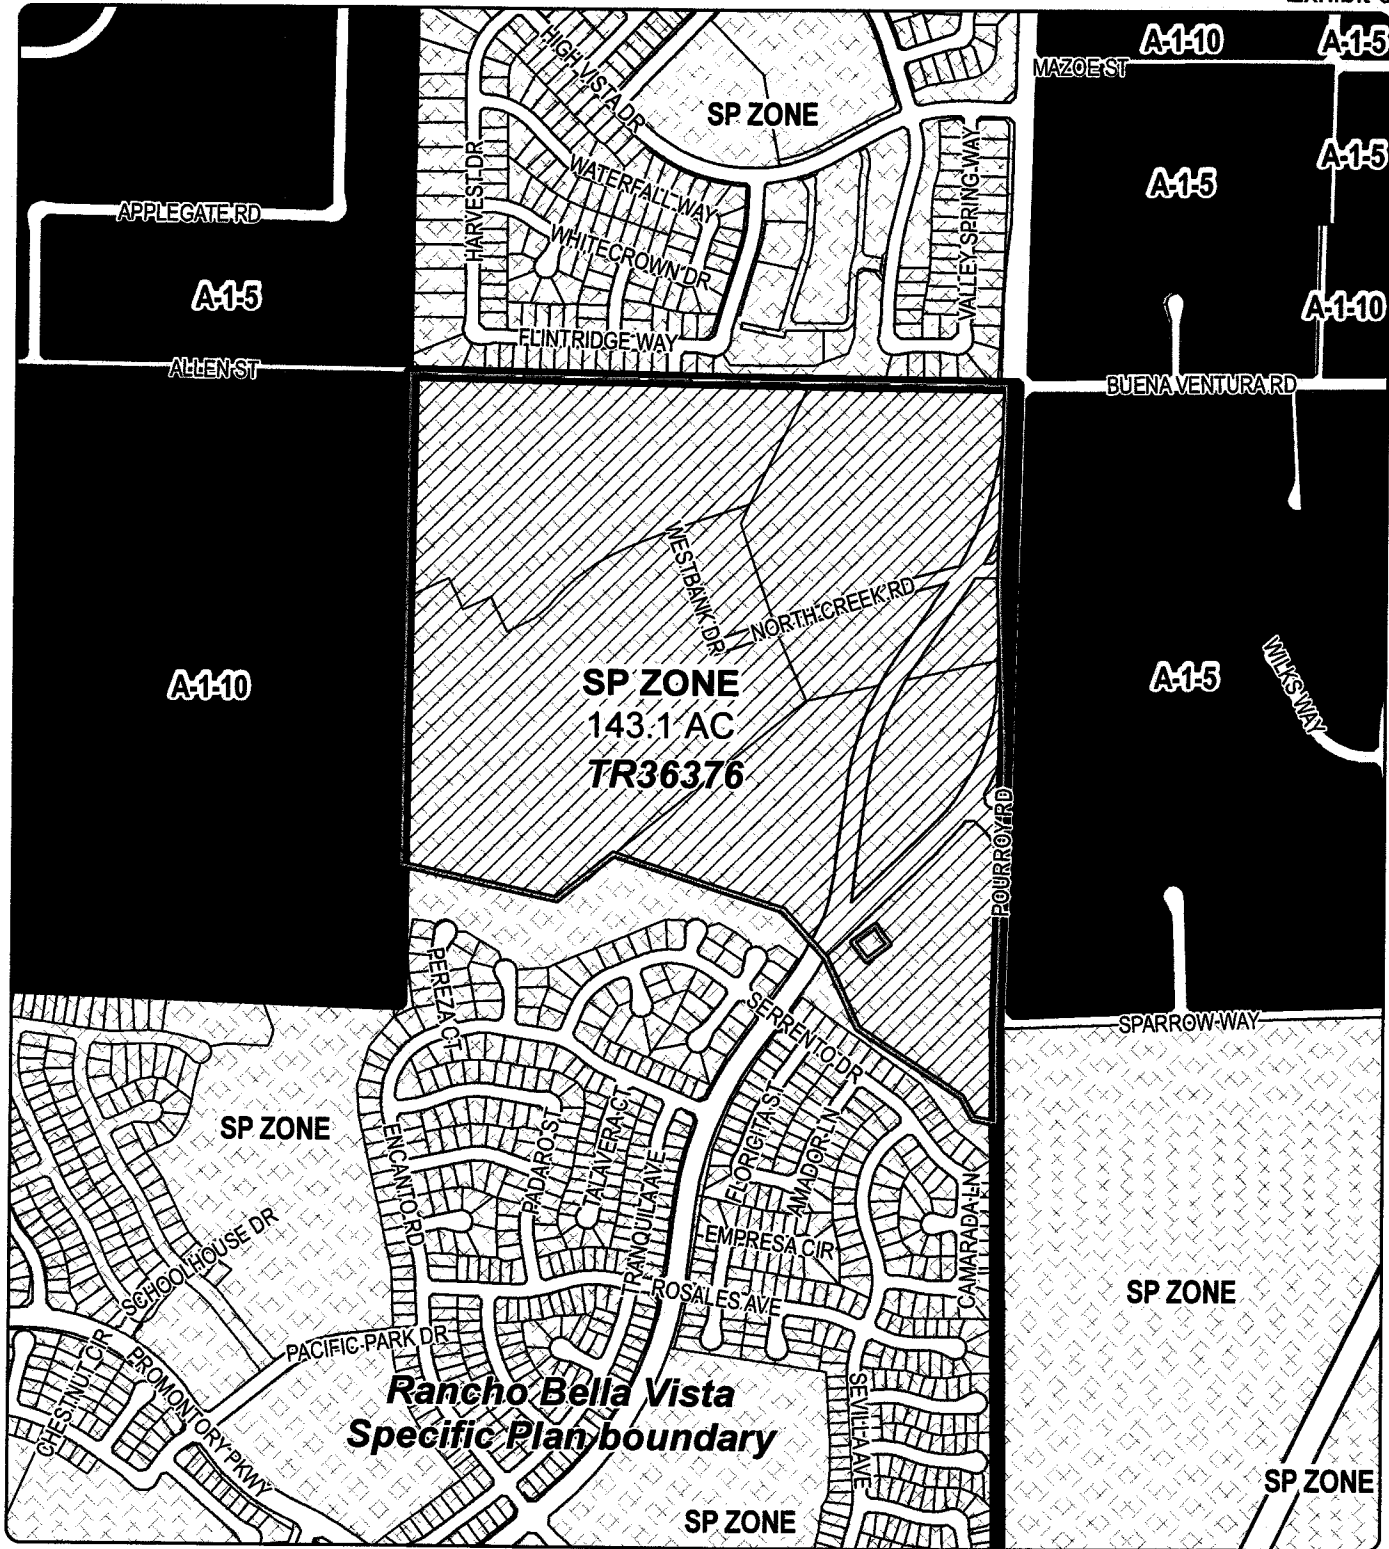 A-1-10
A-1-5
MAZOE ST
HIGH VISTA DR
SP ZONE
A-1-5
A-1-5
HARVEST DR
WATERFALL WAY
VALLEY SPRING WAY
APPLEGATE RD
WHITECROWN DR
A-1-5
A-1-10
FLINTRIDGE WAY
ALLEN ST
BUENA VENTURA RD
WESTBANK DR
NORTH CREEK RD
A-1-10
SP ZONE
143.1 AC
TR36376
A-1-5
WILKS WAY
POURROY RD
PEREZA CT
SERRENTO DR
SPARROW WAY
SP ZONE
ENCANTO RD
PADARO ST
TALAVERA CT
TRANQUILA AVE
FLORIGITA ST
AMADOR LN
CAMARADA LN
SCHOOLHOUSE DR
EMPRESA CIR
ROSALES AVE
SP ZONE
PACIFIC PARK DR
CHESTNUT CIR
PROMONTORY PKWY
Rancho Bella Vista
Specific Plan boundary
SEVILLA AVE
SP ZONE
SP ZONE